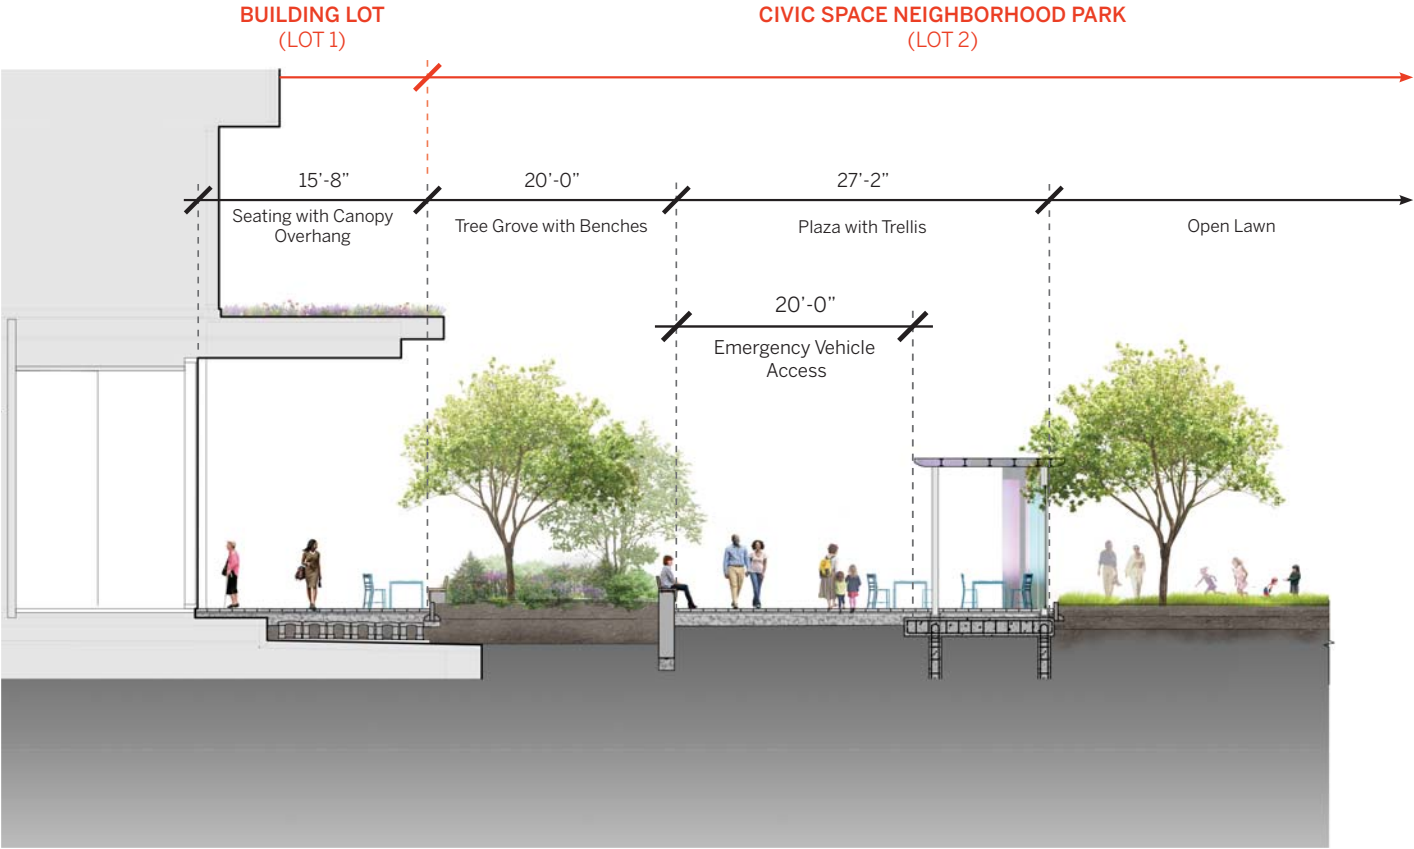 BUILDING LOT
(LOT 1)
CIVIC SPACE NEIGHBORHOOD PARK
(LOT 2)
15’-8”
Seating with Canopy
Overhang
20’-0”
Tree Grove with Benches
27’-2”
Plaza with Trellis
Open Lawn
20’-0”
Emergency Vehicle
Access